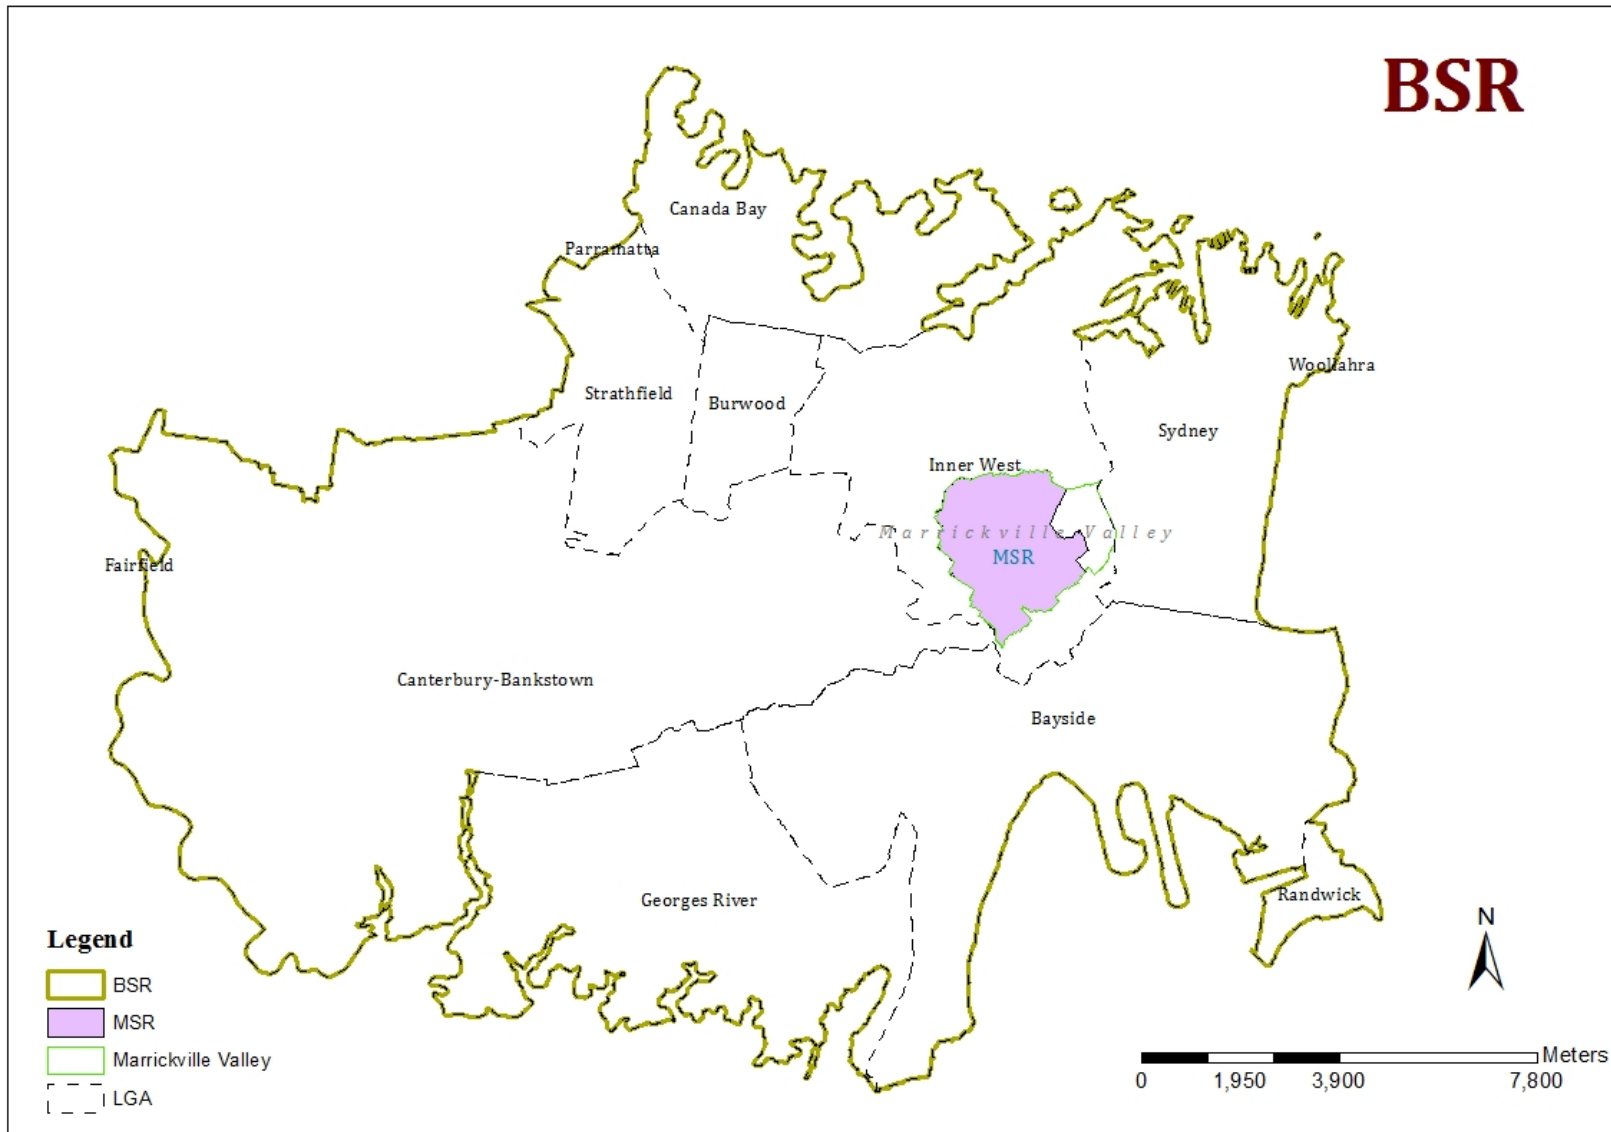 BSR
Canada Bay
Parramatta
Woollahra
Strathfield
Burwood
Sydney
Inner West
Marrickville Valley
MSR
Fairfield
Canterbury-Bankstown
Bayside
Georges River
Randwick
N
Legend
BSR
MSR
Marrickville Valley
LGA
Meters
0 1,950 3,900 7,800